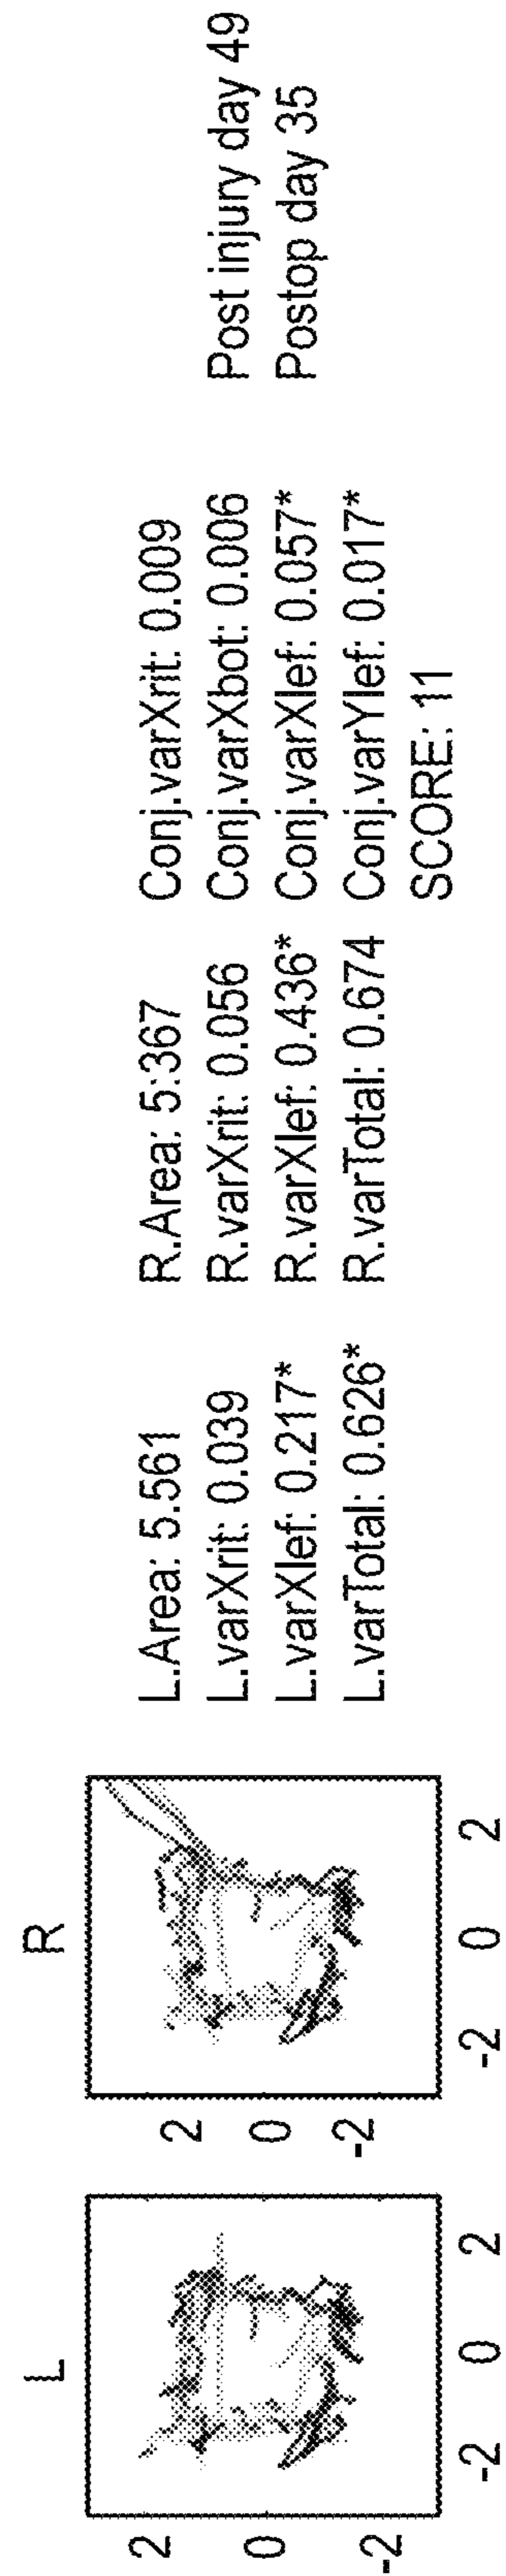 L
R
2
0
-2
-2
0
2
2
0
-2
-2
0
2
L.Area: 5.561
L.varXrit: 0.039
L.varXlef: 0.217*
L.varTotal: 0.626*
R.Area: 5.367
R.varXrit: 0.056
R.varXlef: 0.436*
R.varTotal: 0.674
Conj.varXrit: 0.009
Conj.varXbot: 0.006
Conj.varXlef: 0.057*
Conj.varYlef: 0.017*
SCORE: 11
Post injury day 49
Postop day 35